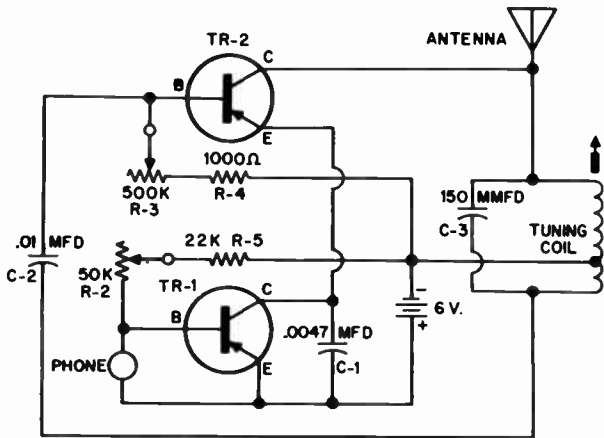 TR-2
ANTENNA
C
B
E
1000Ω
500K
R-3
R-4
150 MMFD
C-3
TUNING
COIL
.01 MFD
C-2
22K R-5
50K
R-2
TR-1
C
B
E
.0047 MFD
C-1
-
+
6 V.
PHONE